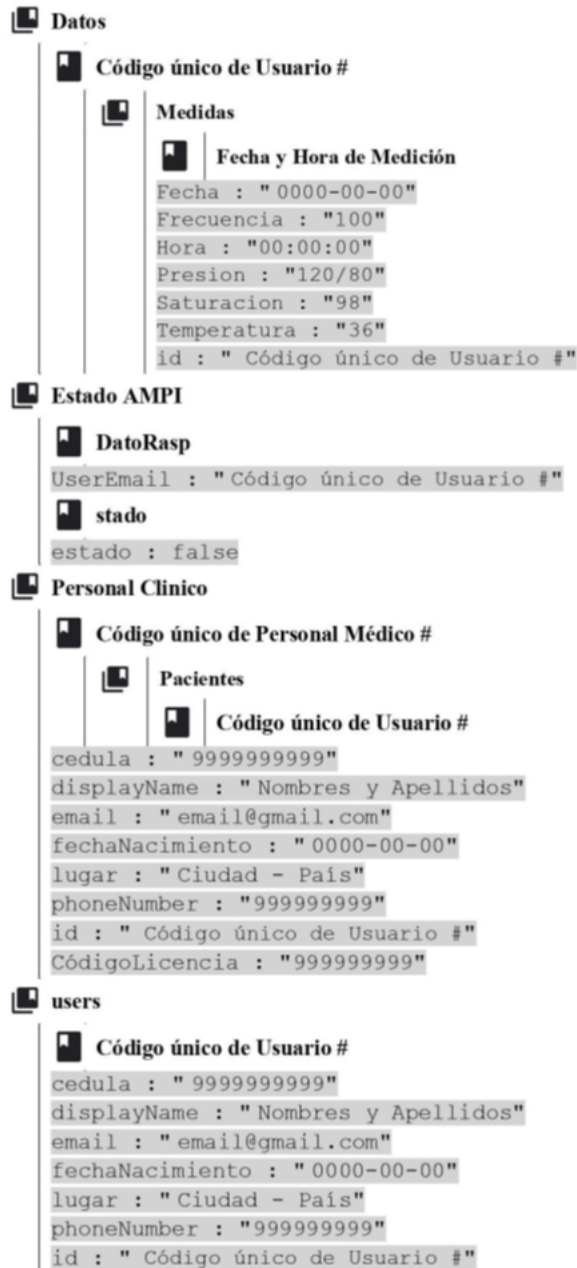 Datos
Código único de Usuario #
Medidas
Fecha y Hora de Medición
Fecha : " 0000-00-00"
Frecuencia : "100"
Hora : "00:00:00"
Presion : "120/80"
Saturacion : "98"
Temperatura : "36"
id : " Código único de Usuario #"
Estado AMPI
DatoRasp
UserEmail : " Código único de Usuario #"
stado
estado : false
Personal Clinico
Código único de Personal Médico #
Pacientes
Código único de Usuario #
cedula : " 9999999999"
displayName : " Nombres y Apellidos"
email : " email@gmail.com"
fechaNacimiento : " 0000-00-00"
lugar : " Ciudad - País"
phoneNumber : "999999999"
id : " Código único de Usuario #"
CódigoLicencia : "999999999"
users
Código único de Usuario #
cedula : " 9999999999"
displayName : " Nombres y Apellidos"
email : " email@gmail.com"
fechaNacimiento : " 0000-00-00"
lugar : " Ciudad - País"
phoneNumber : "999999999"
id : " Código único de Usuario #"